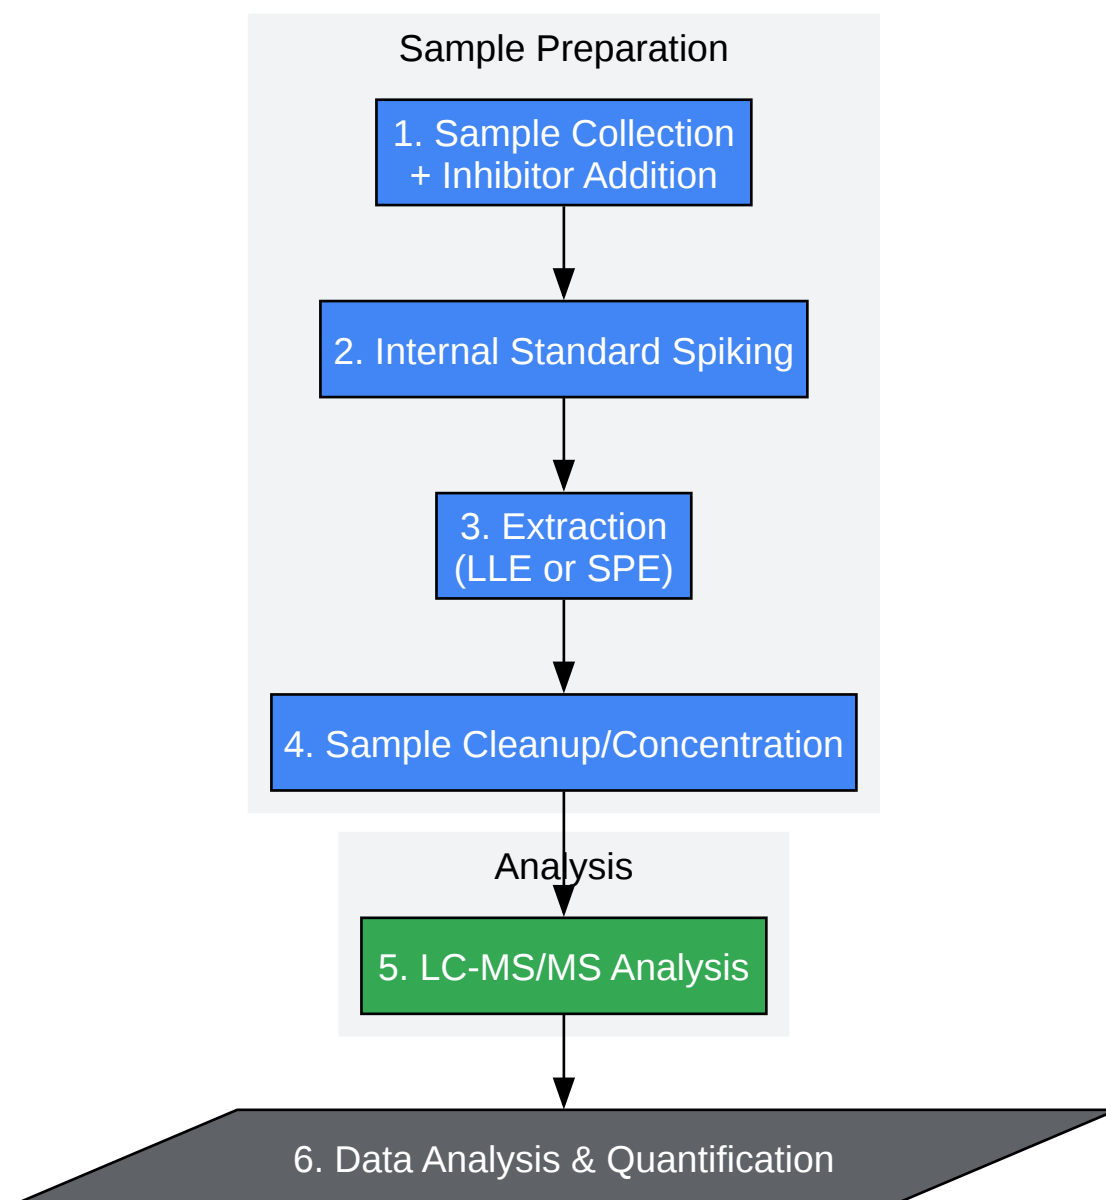 Sample Preparation
1. Sample Collection
+ Inhibitor Addition
2. Internal Standard Spiking
3. Extraction
(LLE or SPE)
4. Sample Cleanup/Concentration
Analysis
5. LC-MS/MS Analysis
6. Data Analysis & Quantification